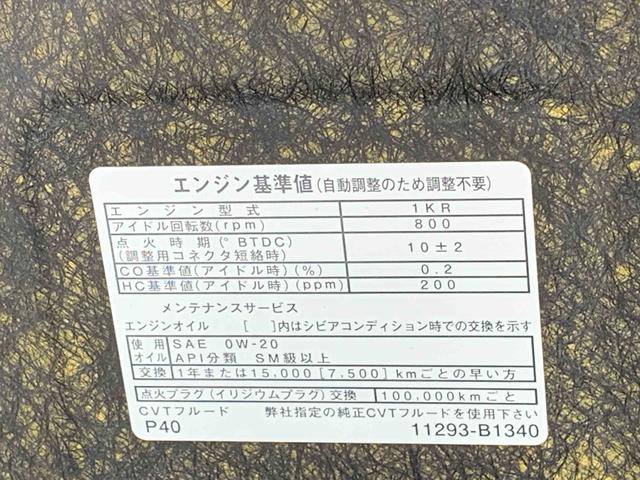 エンジン基準値(自動調整のため調整不要)
エンジン型式 1KR
アイドル回転数(rpm) 800
点火時期(°BTDC)
(調整用コネクタ短絡時) 10±2
CO基準値(アイドル時)(%) 0.2
HC基準値(アイドル時)(ppm) 200
メンテナンスサービス
エンジンオイル [ ]内はシビアコンディション時での交換を示す
使用 SAE 0W-20
オイル API分類 SM級以上
交換 1年または15,000[7,500]kmごとの早い方
点火プラグ(イリジウムプラグ)交換 100,000kmごと
CVTフルード 弊社指定の純正CVTフルードを使用下さい
P40 11293-B1340